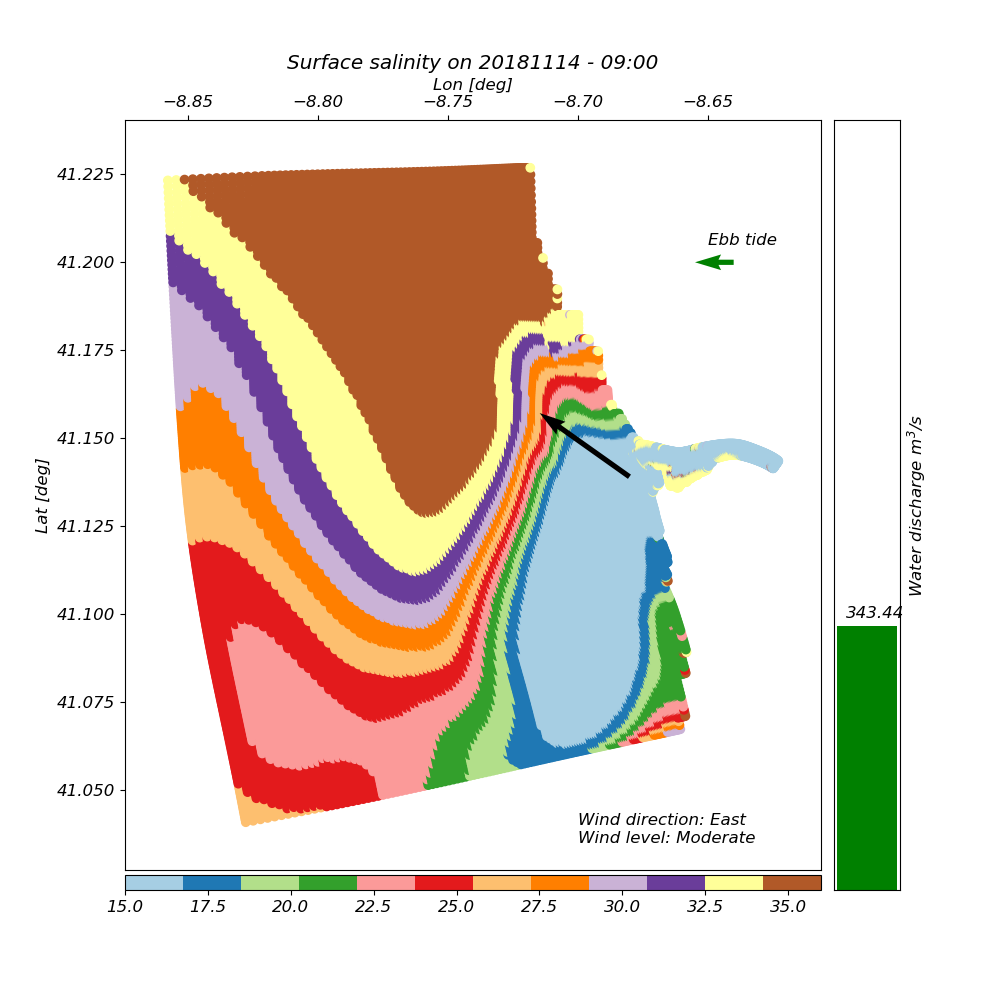 Surface salinity on 20181114 - 09:00
Lon [deg]
−8.85 −8.80 −8.75 −8.70 −8.65
41.225
41.200
41.175
41.150
41.125
41.100
41.075
41.050
Lat [deg]
Ebb tide
Wind direction: East
Wind level: Moderate
343.44
Water discharge m³/s
15.0 17.5 20.0 22.5 25.0 27.5 30.0 32.5 35.0